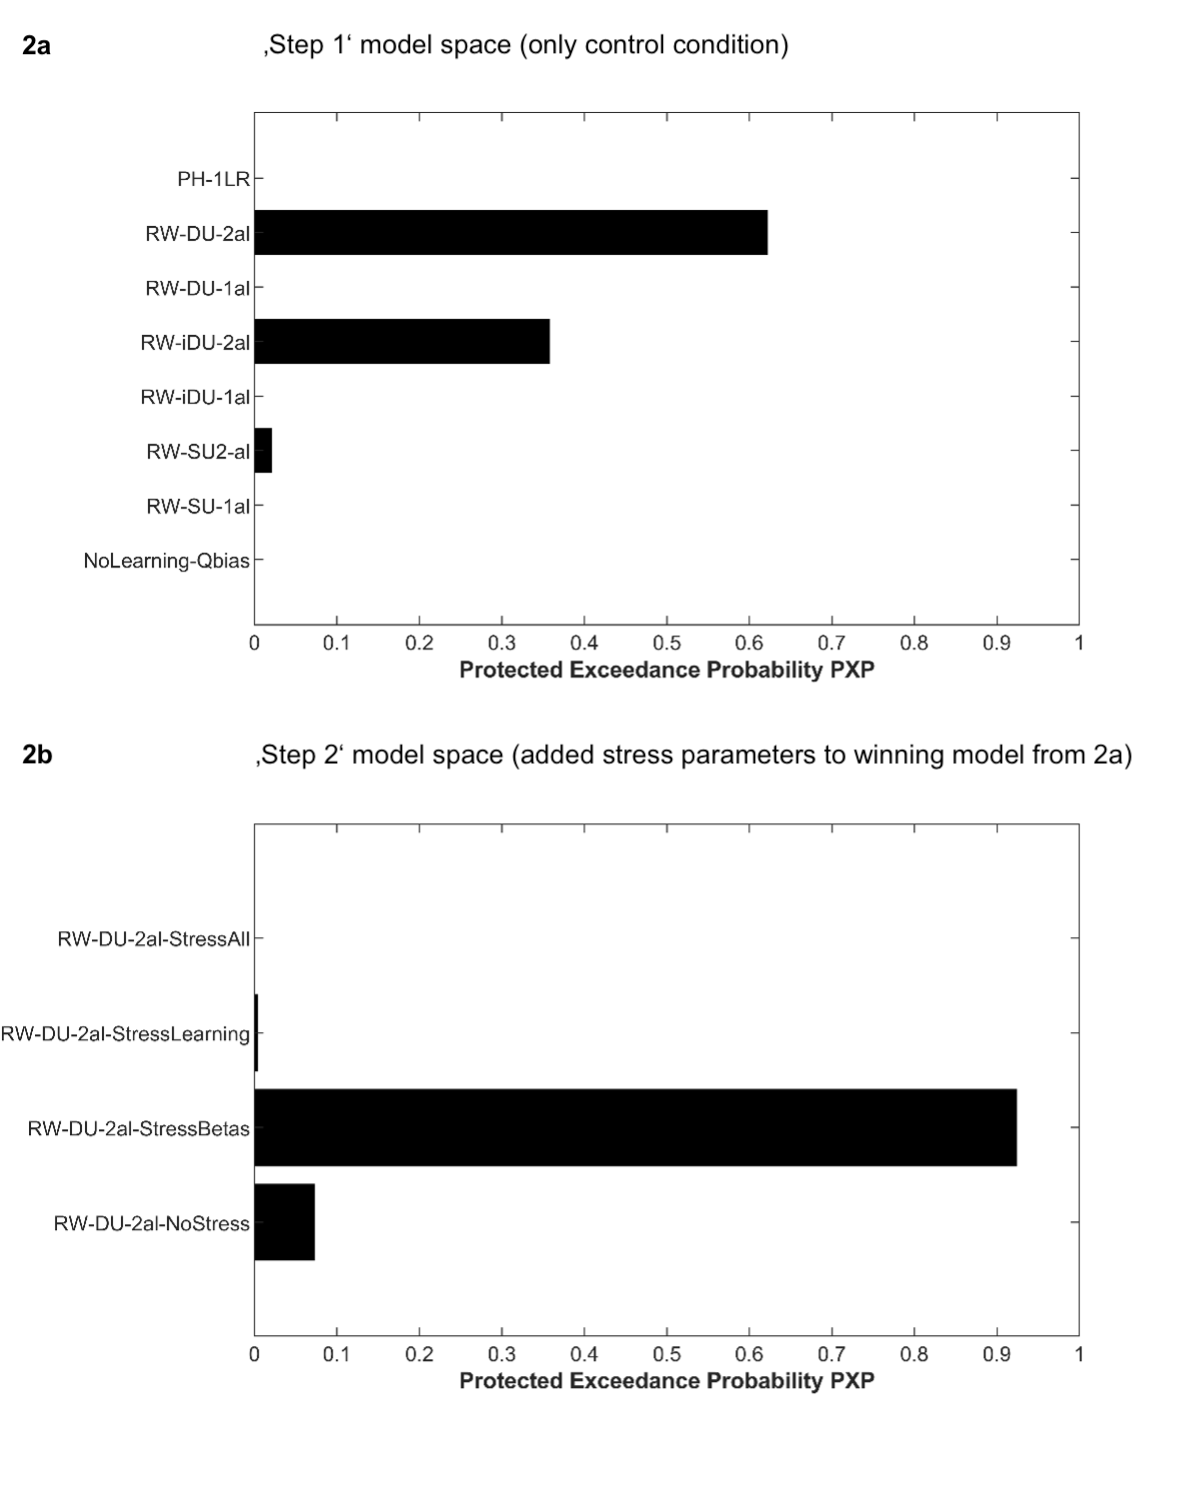 2a ‚Step 1‘ model space (only control condition)
PH-1LR
RW-DU-2al
RW-DU-1al
RW-iDU-2al
RW-iDU-1al
RW-SU2-al
RW-SU-1al
NoLearning-Qbias
0 0.1 0.2 0.3 0.4 0.5 0.6 0.7 0.8 0.9 1
Protected Exceedance Probability PXP
2b ‚Step 2‘ model space (added stress parameters to winning model from 2a)
RW-DU-2al-StressAll
RW-DU-2al-StressLearning
RW-DU-2al-StressBetas
RW-DU-2al-NoStress
0 0.1 0.2 0.3 0.4 0.5 0.6 0.7 0.8 0.9 1
Protected Exceedance Probability PXP